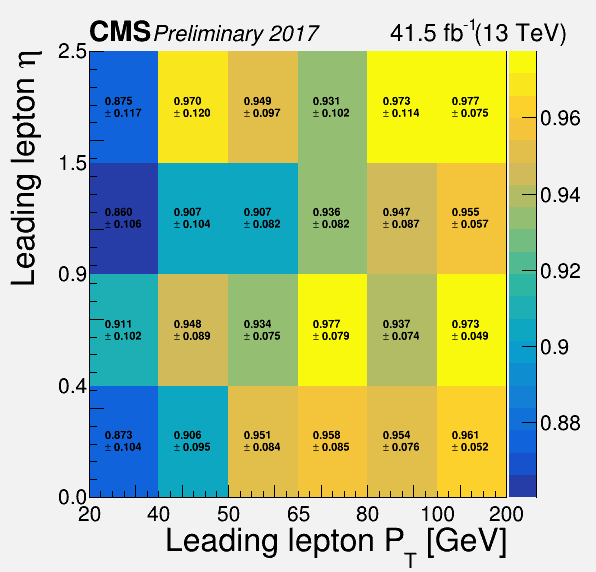 CMS Preliminary 2017 41.5 fb⁻¹(13 TeV)
Leading lepton η
2.5
0.875 0.970 0.949 0.931 0.973 0.977
± 0.117 ± 0.120 ± 0.097 ± 0.102 ± 0.114 ± 0.075
0.96
1.5
0.860 0.907 0.907 0.936 0.947 0.955
± 0.106 ± 0.104 ± 0.082 ± 0.082 ± 0.087 ± 0.057
0.94
0.92
0.9
0.911 0.948 0.934 0.977 0.937 0.973
± 0.102 ± 0.089 ± 0.075 ± 0.079 ± 0.074 ± 0.049
0.9
0.4
0.88
0.873 0.906 0.951 0.958 0.954 0.961
± 0.104 ± 0.095 ± 0.084 ± 0.085 ± 0.076 ± 0.052
0.0
20 40 50 65 80 100 200
Leading lepton P_T [GeV]